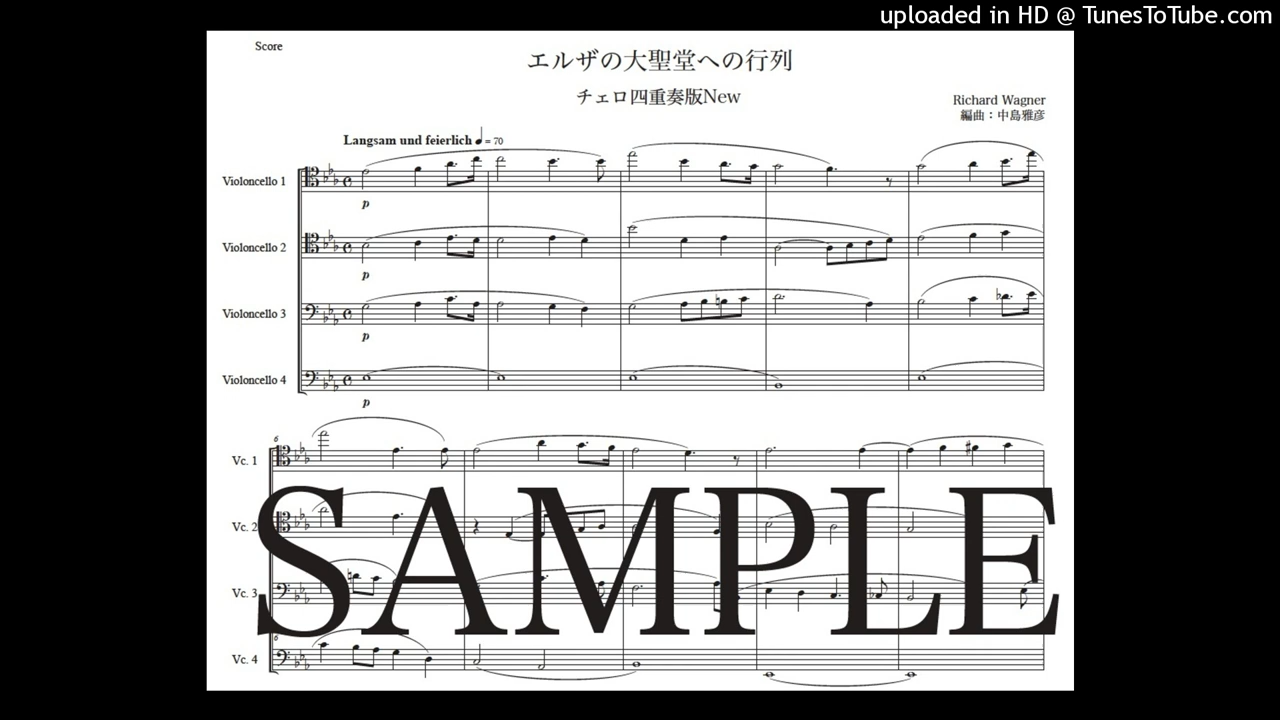 uploaded in HD @ TunesToTube.com
Score
エルザの大聖堂への行列
チェロ四重奏版New
Richard Wagner
編曲：中島雅彦
Langsam und feierlich ♩ = 70
Violoncello 1
p
Violoncello 2
p
Violoncello 3
p
Violoncello 4
p
6
Vc. 1
Vc. 2
Vc. 3
6
Vc. 4
SAMPLE